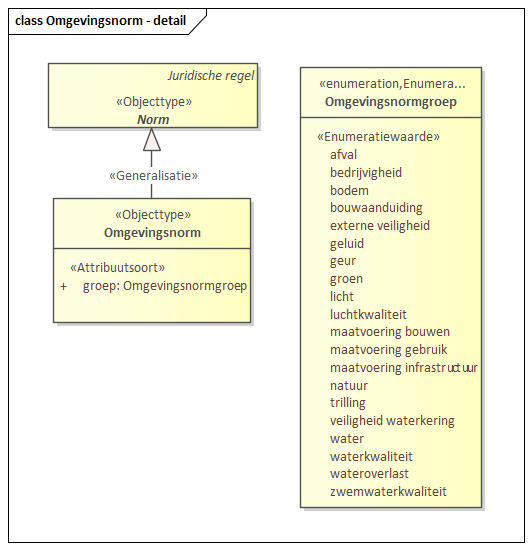 class Omgevingsnorm - detail
Juridische regel
«Objecttype»
Norm
«Generalisatie»
«Objecttype»
Omgevingsnorm
«Attribuutsoort»
+ groep: Omgevingsnormgroep
«enumeration,Enumera...
Omgevingsnormgroep
«Enumeratiewaarde»
afval
bedrijvigheid
bodem
bouwaanduiding
externe veiligheid
geluid
geur
groen
licht
luchtkwaliteit
maatvoering bouwen
maatvoering gebruik
maatvoering infrastructuur
natuur
trilling
veiligheid waterkering
water
waterkwaliteit
wateroverlast
zwemwaterkwaliteit